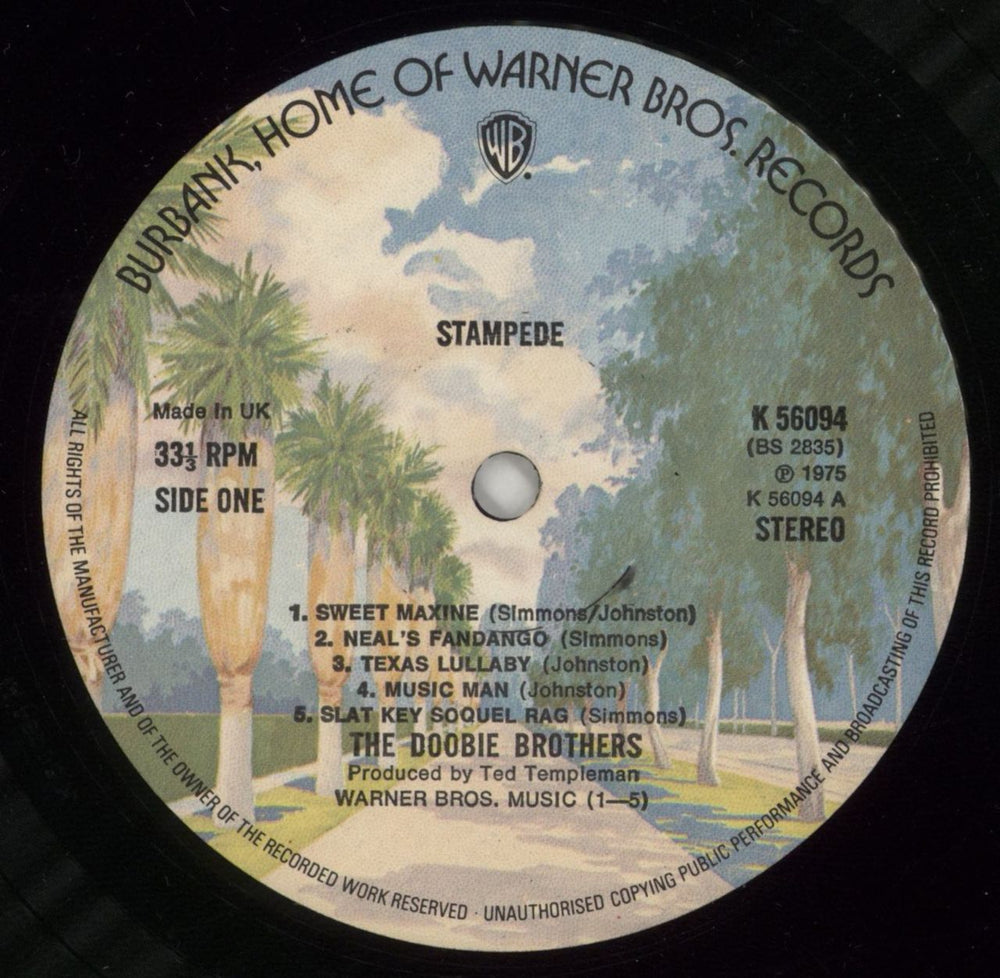 BURBANK, HOME OF WARNER BROS. RECORDS
WB
STAMPEDE
Made In UK
33⅓ RPM
SIDE ONE
K 56094
(BS 2835)
℗ 1975
K 56094 A
STEREO
1. SWEET MAXINE (Simmons/Johnston)
2. NEAL'S FANDANGO (Simmons)
3. TEXAS LULLABY (Johnston)
4. MUSIC MAN (Johnston)
5. SLAT KEY SOQUEL RAG (Simmons)
THE DOOBIE BROTHERS
Produced by Ted Templeman
WARNER BROS. MUSIC (1—5)
ALL RIGHTS OF THE MANUFACTURER AND OF THE OWNER OF THE RECORDED WORK RESERVED · UNAUTHORISED COPYING PUBLIC PERFORMANCE AND BROADCASTING OF THIS RECORD PROHIBITED